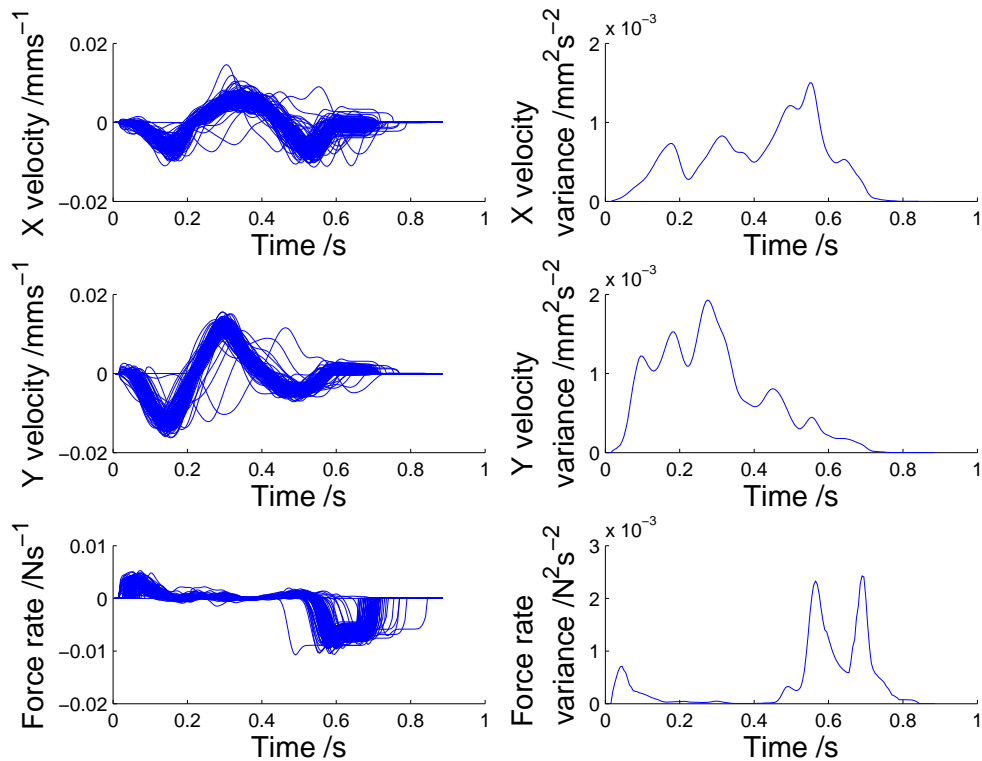 0.02
0
−0.02
0 0.2 0.4 0.6 0.8 1
Time /s
X velocity /mms⁻¹
x 10⁻³
2
1
0
0 0.2 0.4 0.6 0.8 1
Time /s
X velocity
variance /mm²s⁻²
0.02
0
−0.02
0 0.2 0.4 0.6 0.8 1
Time /s
Y velocity /mms⁻¹
x 10⁻³
2
1
0
0 0.2 0.4 0.6 0.8 1
Time /s
Y velocity
variance /mm²s⁻²
0.01
0
−0.01
−0.02
0 0.2 0.4 0.6 0.8 1
Time /s
Force rate /Ns⁻¹
x 10⁻³
3
2
1
0
0 0.2 0.4 0.6 0.8 1
Time /s
Force rate
variance /N²s⁻²